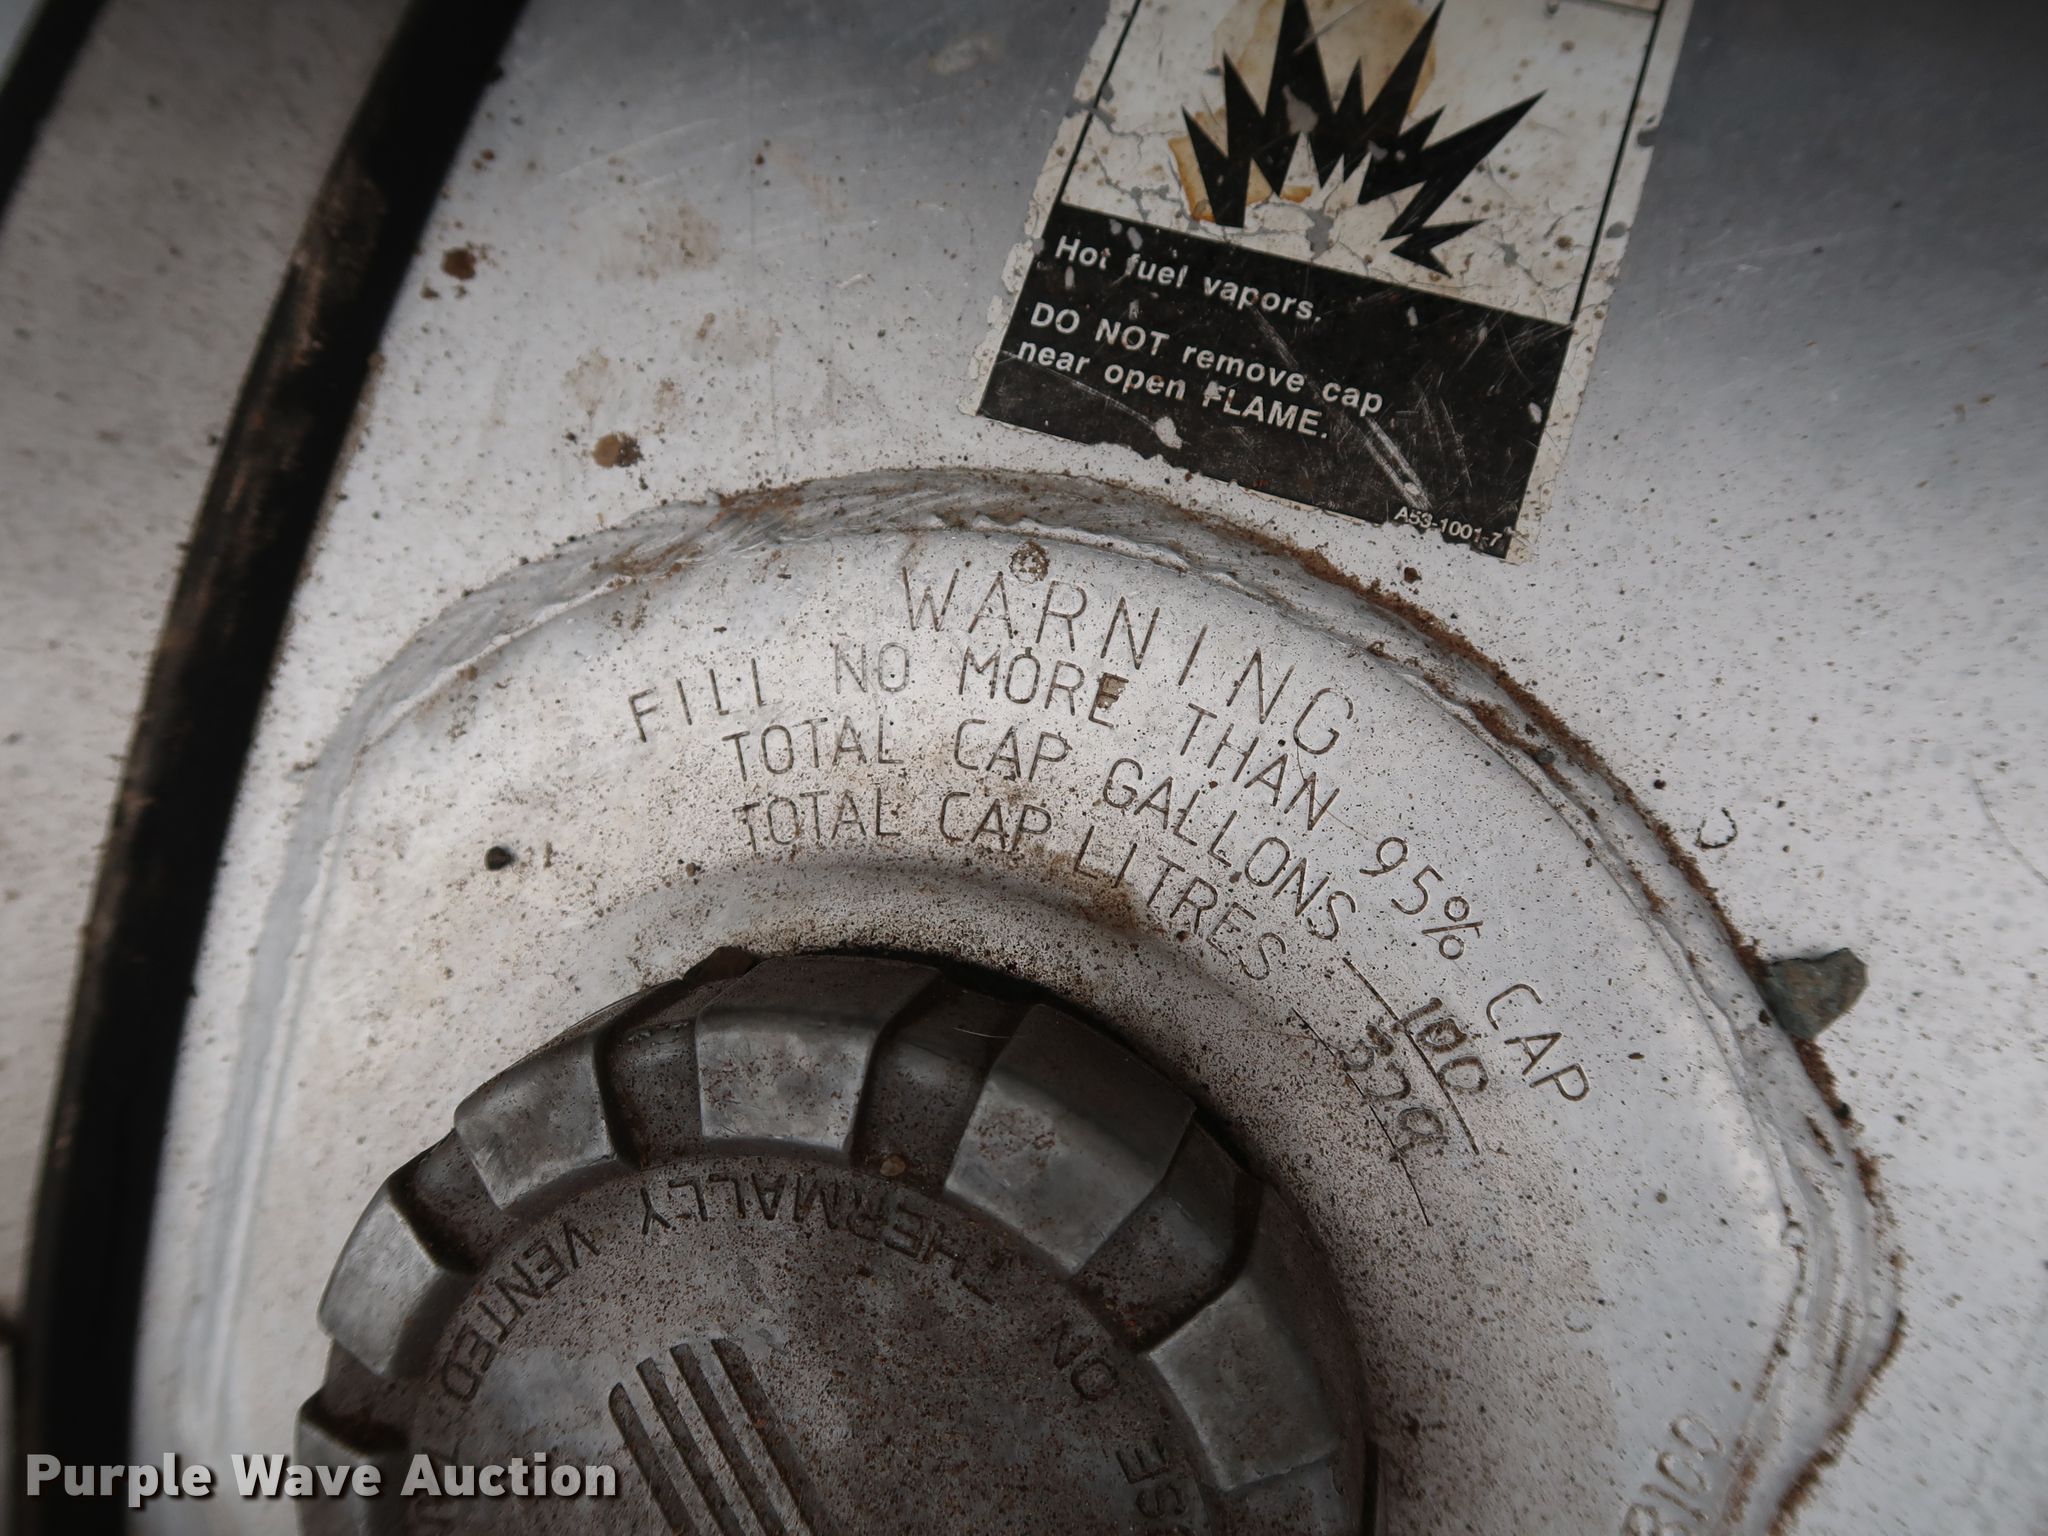 Hot fuel vapors.
DO NOT remove cap
near open FLAME.
A53-1001-7
WARNING
FILL NO MORE THAN 95% CAP
TOTAL CAP GALLONS 100
TOTAL CAP LITRES 379
THERMALLY VENTED
NO
Purple Wave Auction